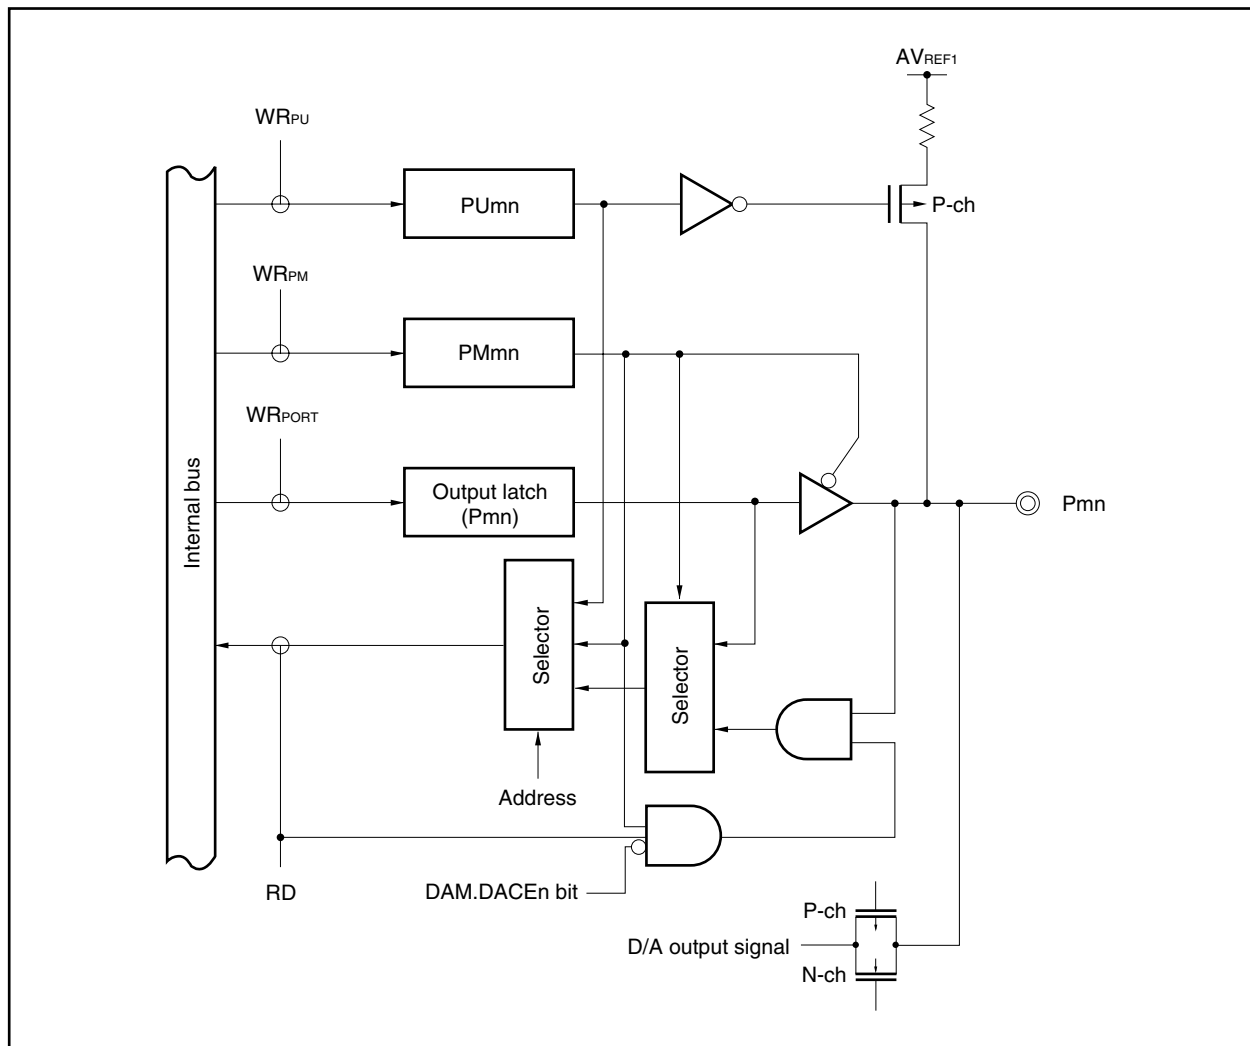 AVREF1
WRPU
PUmn
P-ch
WRPM
PMmn
WRPORT
Output latch
(Pmn)
Pmn
Internal bus
Selector
Selector
Address
RD
DAM.DACEn bit
P-ch
D/A output signal
N-ch